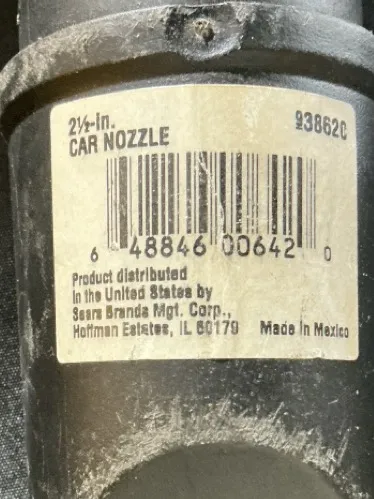 2½-in.
CAR NOZZLE
938620
6 48846 00642 0
Product distributed
in the United States by
Sears Brands Mgt. Corp.,
Hoffman Estates, IL 60179
Made in Mexico